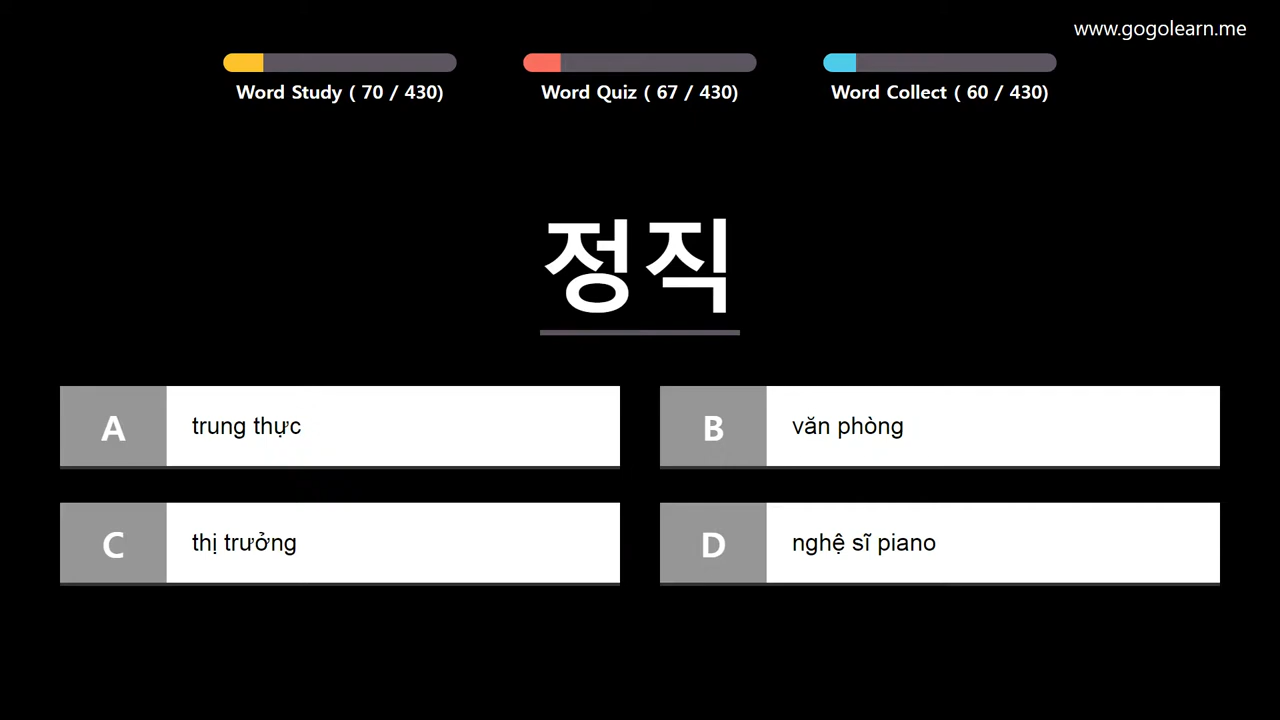 www.gogolearn.me
Word Study ( 70 / 430)
Word Quiz ( 67 / 430)
Word Collect ( 60 / 430)
정직
A trung thực
B văn phòng
C thị trưởng
D nghệ sĩ piano